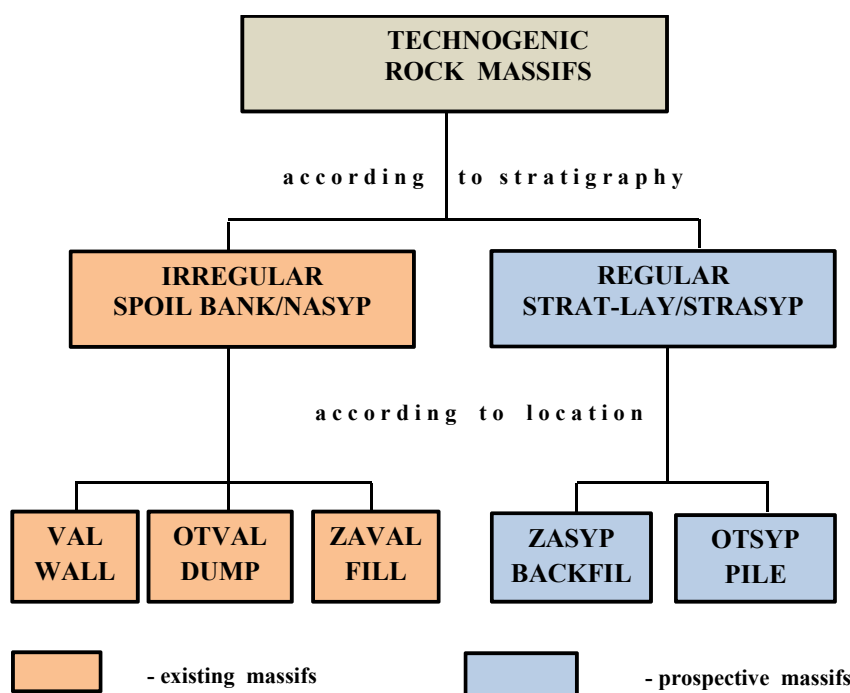 TECHNOGENIC
ROCK MASSIFS
according to stratigraphy
IRREGULAR
SPOIL BANK/NASYP
REGULAR
STRAT-LAY/STRASYP
according to location
VAL
WALL
OTVAL
DUMP
ZAVAL
FILL
ZASYP
BACKFIL
OTSYP
PILE
- existing massifs
- prospective massifs